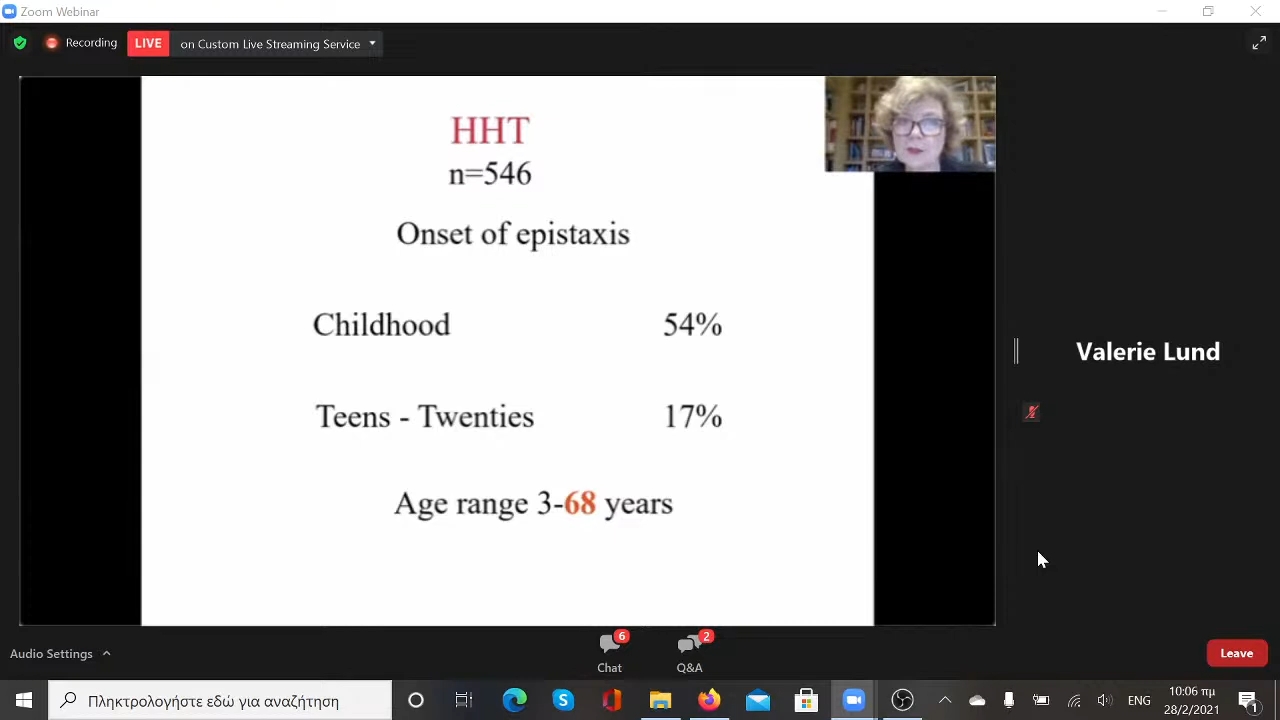 Zoom Webinar
Recording
LIVE
on Custom Live Streaming Service
HHT
n=546
Onset of epistaxis
Childhood 54%
Teens - Twenties 17%
Age range 3-68 years
Valerie Lund
Audio Settings
6
Chat
2
Q&A
Leave
Πληκτρολογήστε εδώ για αναζήτηση
ENG
10:06 πμ
28/2/2021
1